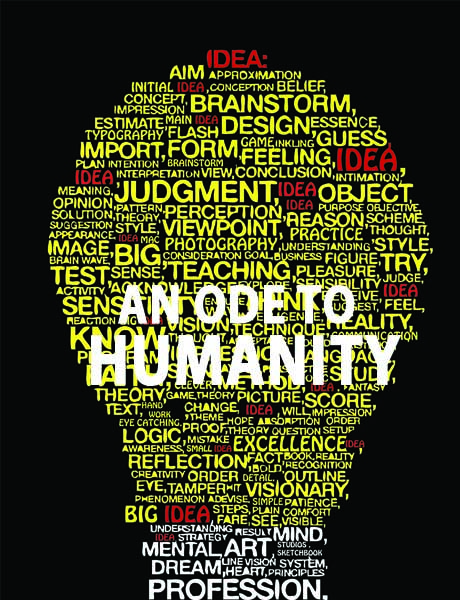 IDEA:
AIM APPROXIMATION
INITIAL IDEA, CONCEPTION BELIEF,
CONCEPT, IMPRESSION BRAINSTORM,
ESTIMATE MAIN IDEA DESIGN ESSENCE,
TYPOGRAPHY FLASH GAME INKLING GUESS,
IMPORT, FORM, FEELING, IDEA
PLAN INTENTION, BRAINSTORM
IDEA INTERPRETATION VIEW, CONCLUSION, INTIMATION,
MEANING, JUDGMENT, IDEA OBJECT,
OPINION, PATTERN, PERCEPTION, IDEA PURPOSE OBJECTIVE,
SOLUTION, THEORY, REASON SCHEME
SUGGESTION STYLE, VIEWPOINT, PRACTICE THOUGHT,
APPEARANCE IDEA MAC
IMAGE BIG PHOTOGRAPHY, UNDERSTANDING STYLE,
BRAIN WAVE, CONSIDERATION GOAL, BUSINESS FIGURE, TRY,
TEST SENSE, TEACHING, PLEASURE, JUDGE,
ACTIVITY, SENSIBILITY IDEA
AN ODE TO
FEEL,
VISION, TECHNIQUE REALITY,
KNOW
HUMANITY
METHOD IDEA, FANTASY
THEORY, GAME, THEORY PICTURE, SCORE,
TEXT, HAND WORK CHANGE, IDEA, WILL, IMPRESSION
EYE CATCHING, THEME HOPE ABSORPTION ORDER
LOGIC, PROOF, THEORY QUESTION SETUP
MISTAKE EXCELLENCE IDEA,
AWARENESS, SMALL IDEA
REFLECTION, FACT BOOK, REALITY
BOLD RECOGNITION
CREATIVITY ORDER DETAIL OUTLINE,
EYE, TAMPER HIT VISIONARY,
PHENOMENON ADEVISE, SIMPLE PATIENCE,
BIG IDEA STEPS, PLAIN COMFORT
FARE, SEE, VISIBLE,
UNDERSTANDING RESULT MIND,
IDEA STRATEGY
MENTAL, ART, STUDIOS SKETCHBOOK
DREAM, LINE VISION SYSTEM,
HEART, PRINCIPLES
PROFESSION.